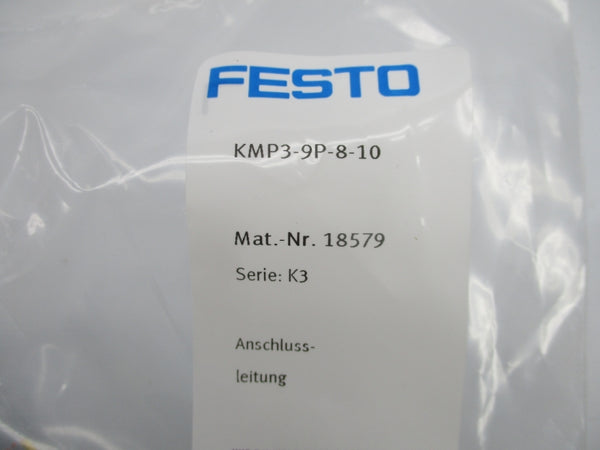 FESTO
KMP3-9P-8-10
Mat.-Nr. 18579
Serie: K3
Anschluss-
leitung